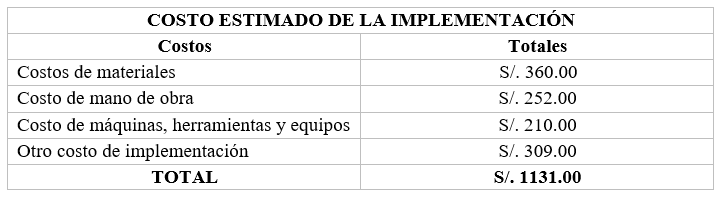 COSTO ESTIMADO DE LA IMPLEMENTACIÓN
Costos Totales
Costos de materiales S/. 360.00
Costo de mano de obra S/. 252.00
Costo de máquinas, herramientas y equipos S/. 210.00
Otro costo de implementación S/. 309.00
TOTAL S/. 1131.00